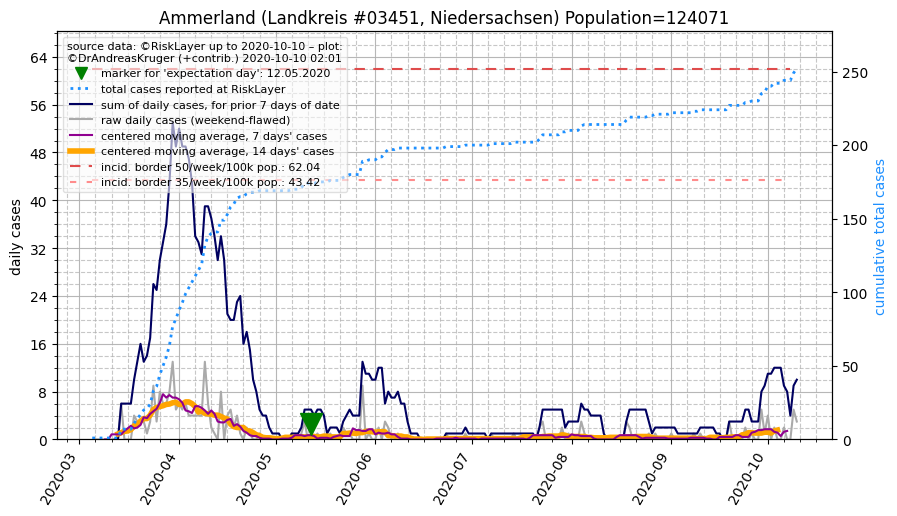 Ammerland (Landkreis #03451, Niedersachsen) Population=124071
source data: ©RiskLayer up to 2020-10-10 – plot:
©DrAndreasKruger (+contrib.) 2020-10-10 02:01
marker for 'expectation day': 12.05.2020
total cases reported at RiskLayer
sum of daily cases, for prior 7 days of date
raw daily cases (weekend-flawed)
centered moving average, 7 days' cases
centered moving average, 14 days' cases
incid. border 50/week/100k pop.: 62.04
incid. border 35/week/100k pop.: 43.42
daily cases
64
56
48
40
32
24
16
8
0
250
200
150
100
50
0
cumulative total cases
2020-03
2020-04
2020-05
2020-06
2020-07
2020-08
2020-09
2020-10